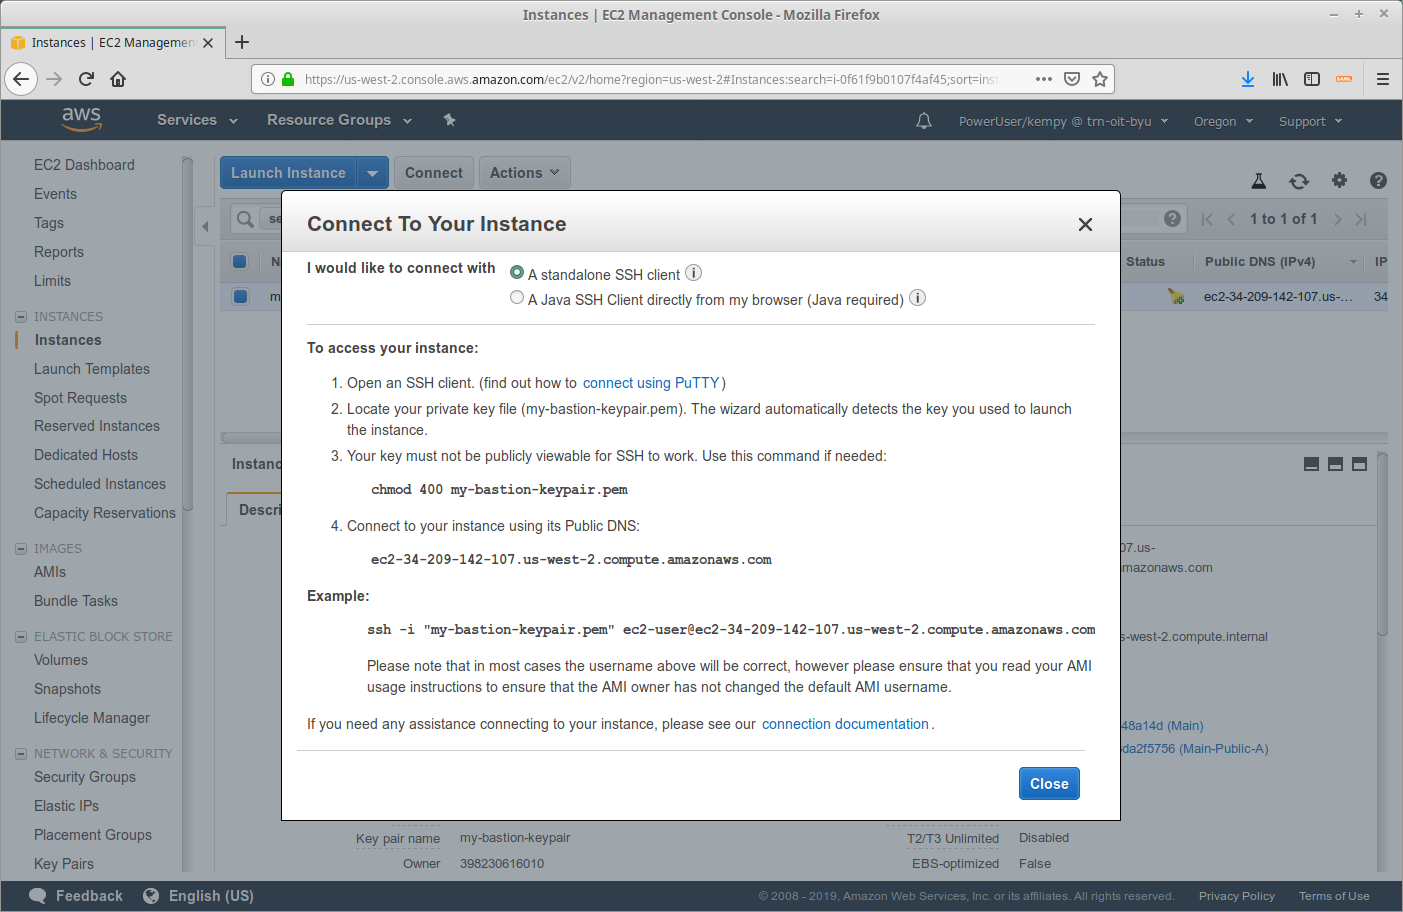 Instances | EC2 Management Console - Mozilla Firefox
Instances | EC2 Managemen
https://us-west-2.console.aws.amazon.com/ec2/v2/home?region=us-west-2#Instances:search=i-0f61f9b0107f4af45;sort=inst
aws
Services
Resource Groups
PowerUser/kempy @ trn-oit-byu
Oregon
Support
EC2 Dashboard
Events
Tags
Reports
Limits
INSTANCES
Instances
Launch Templates
Spot Requests
Reserved Instances
Dedicated Hosts
Scheduled Instances
Capacity Reservations
IMAGES
AMIs
Bundle Tasks
ELASTIC BLOCK STORE
Volumes
Snapshots
Lifecycle Manager
NETWORK & SECURITY
Security Groups
Elastic IPs
Placement Groups
Key Pairs
Launch Instance
Connect
Actions
se
1 to 1 of 1
N
Status
Public DNS (IPv4)
IP
m
ec2-34-209-142-107.us-...
34
Instanc
Descri
Connect To Your Instance
I would like to connect with
A standalone SSH client
A Java SSH Client directly from my browser (Java required)
To access your instance:
1. Open an SSH client. (find out how to connect using PuTTY)
2. Locate your private key file (my-bastion-keypair.pem). The wizard automatically detects the key you used to launch
the instance.
3. Your key must not be publicly viewable for SSH to work. Use this command if needed:
chmod 400 my-bastion-keypair.pem
4. Connect to your instance using its Public DNS:
ec2-34-209-142-107.us-west-2.compute.amazonaws.com
Example:
ssh -i "my-bastion-keypair.pem" ec2-user@ec2-34-209-142-107.us-west-2.compute.amazonaws.com
Please note that in most cases the username above will be correct, however please ensure that you read your AMI
usage instructions to ensure that the AMI owner has not changed the default AMI username.
If you need any assistance connecting to your instance, please see our connection documentation.
Close
07.us-
mazonaws.com
s-west-2.compute.internal
48a14d (Main)
da2f5756 (Main-Public-A)
Key pair name
my-bastion-keypair
T2/T3 Unlimited
Disabled
Owner
398230616010
EBS-optimized
False
Feedback
English (US)
© 2008 - 2019, Amazon Web Services, Inc. or its affiliates. All rights reserved.
Privacy Policy
Terms of Use